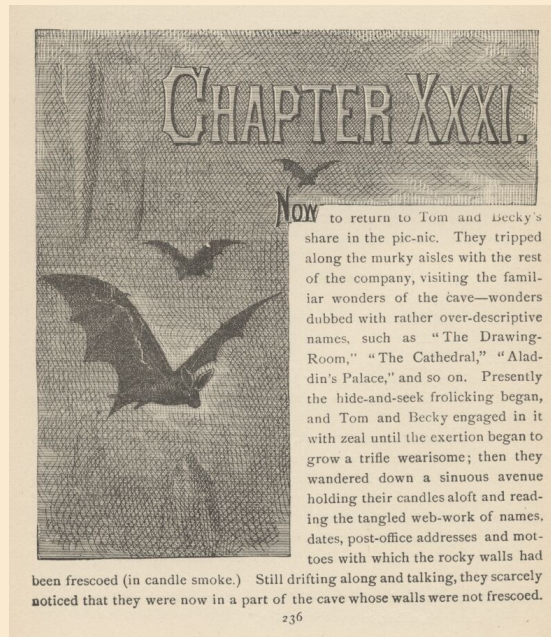 CHAPTER XXXI.
NOW to return to Tom and Becky's
share in the pic-nic. They tripped
along the murky aisles with the rest
of the company, visiting the famil-
iar wonders of the cave—wonders
dubbed with rather over-descriptive
names, such as "The Drawing-
Room," "The Cathedral," "Alad-
din's Palace," and so on. Presently
the hide-and-seek frolicking began,
and Tom and Becky engaged in it
with zeal until the exertion began to
grow a trifle wearisome; then they
wandered down a sinuous avenue
holding their candles aloft and read-
ing the tangled web-work of names,
dates, post-office addresses and mot-
toes with which the rocky walls had
been frescoed (in candle smoke.) Still drifting along and talking, they scarcely
noticed that they were now in a part of the cave whose walls were not frescoed.
236